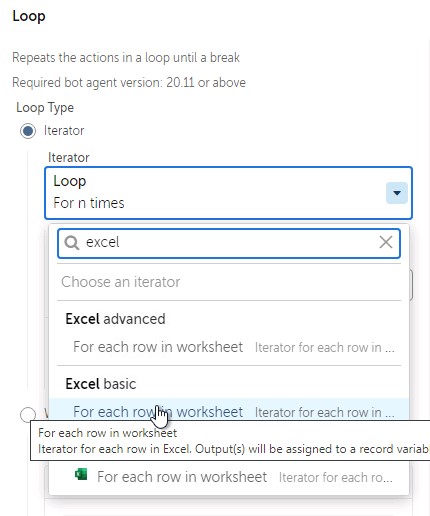 Loop
Repeats the actions in a loop until a break
Required bot agent version: 20.11 or above
Loop Type
Iterator
Iterator
Loop
For n times
excel
Choose an iterator
Excel advanced
For each row in worksheet Iterator for each row in ...
Excel basic
For each row in worksheet Iterator for each row in ...
For each row in worksheet
Iterator for each row in Excel. Output(s) will be assigned to a record variab
For each row in worksheet Iterator for each ro...